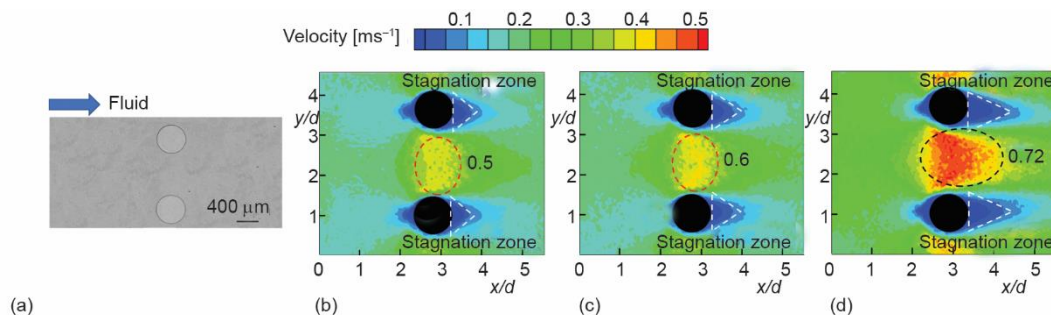 Velocity [ms⁻¹]
0.1 0.2 0.3 0.4 0.5
Fluid
400 μm
(a)
Stagnation zone
4
y/d
3
2
1
0.5
Stagnation zone
0 1 2 3 4 5
x/d
(b)
Stagnation zone
4
y/d
3
2
1
0.6
Stagnation zone
0 1 2 3 4 5
x/d
(c)
Stagnation zone
4
y/d
3
2
1
0.72
Stagnation zone
0 1 2 3 4 5
x/d
(d)